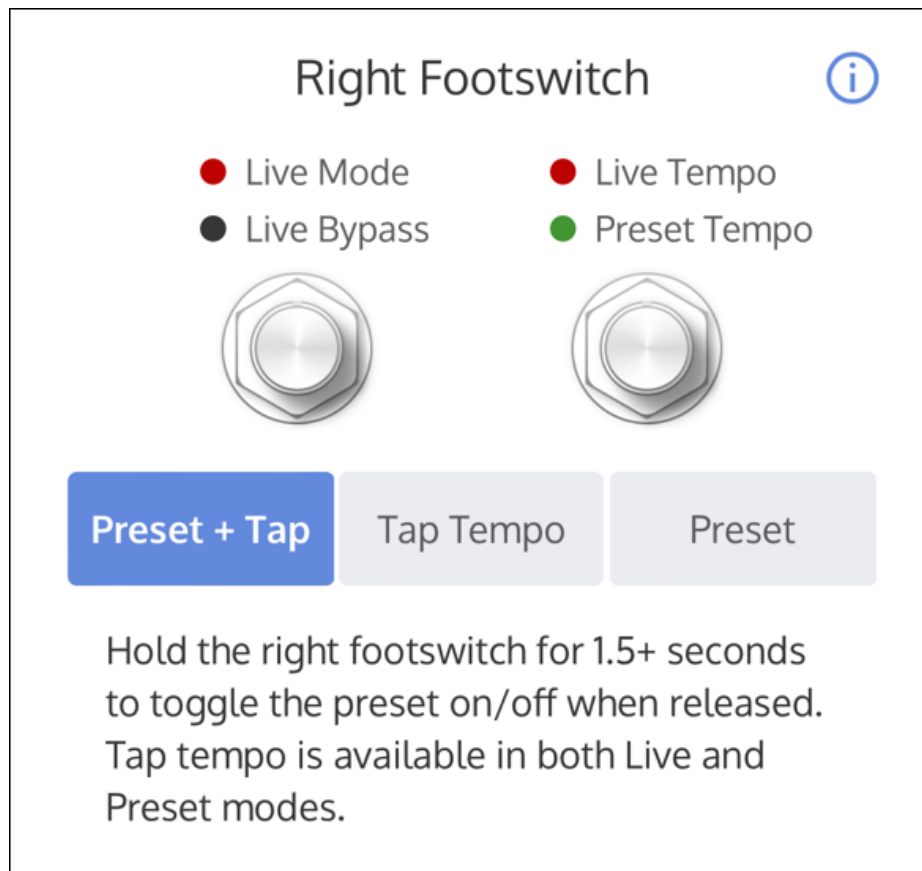 Right Footswitch
Live Mode
Live Tempo
Live Bypass
Preset Tempo
Preset + Tap
Tap Tempo
Preset
Hold the right footswitch for 1.5+ seconds
to toggle the preset on/off when released.
Tap tempo is available in both Live and
Preset modes.